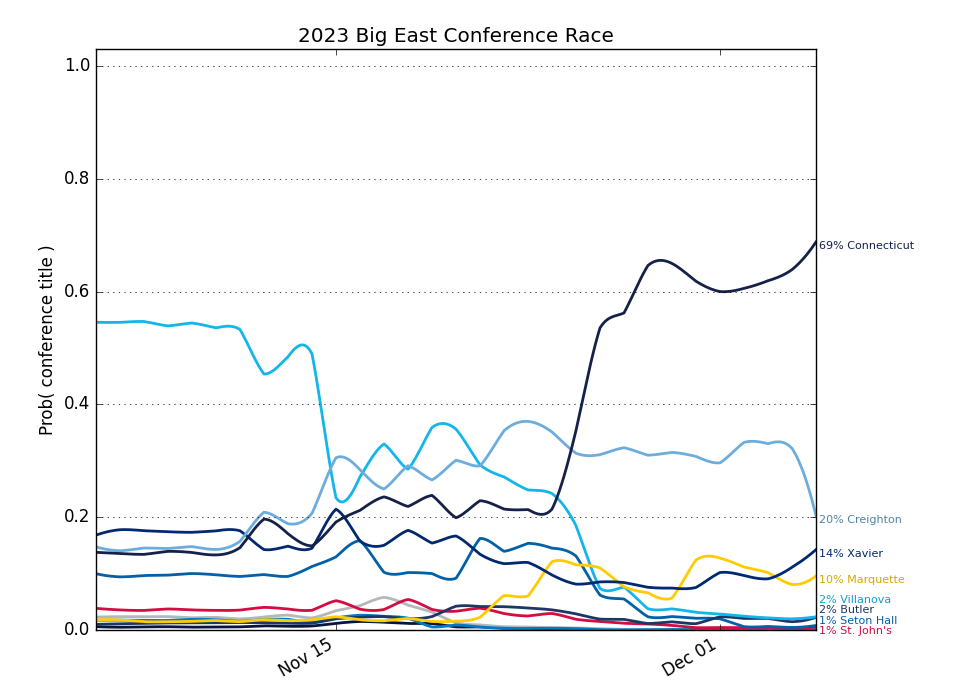 2023 Big East Conference Race
Prob( conference title )
1.0
0.8
0.6
0.4
0.2
0.0
Nov 15
Dec 01
69% Connecticut
20% Creighton
14% Xavier
10% Marquette
2% Villanova
2% Butler
1% Seton Hall
1% St. John's